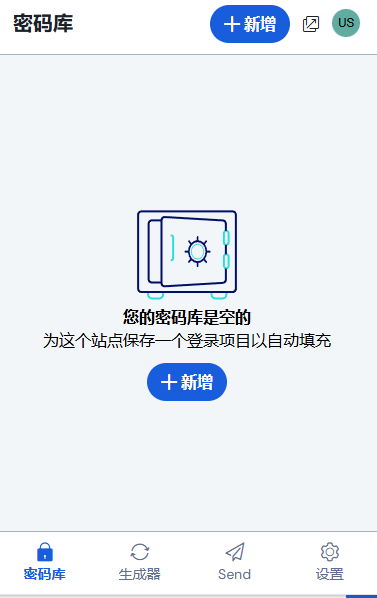 密码库
新增
US
您的密码库是空的
为这个站点保存一个登录项目以自动填充
新增
密码库
生成器
Send
设置